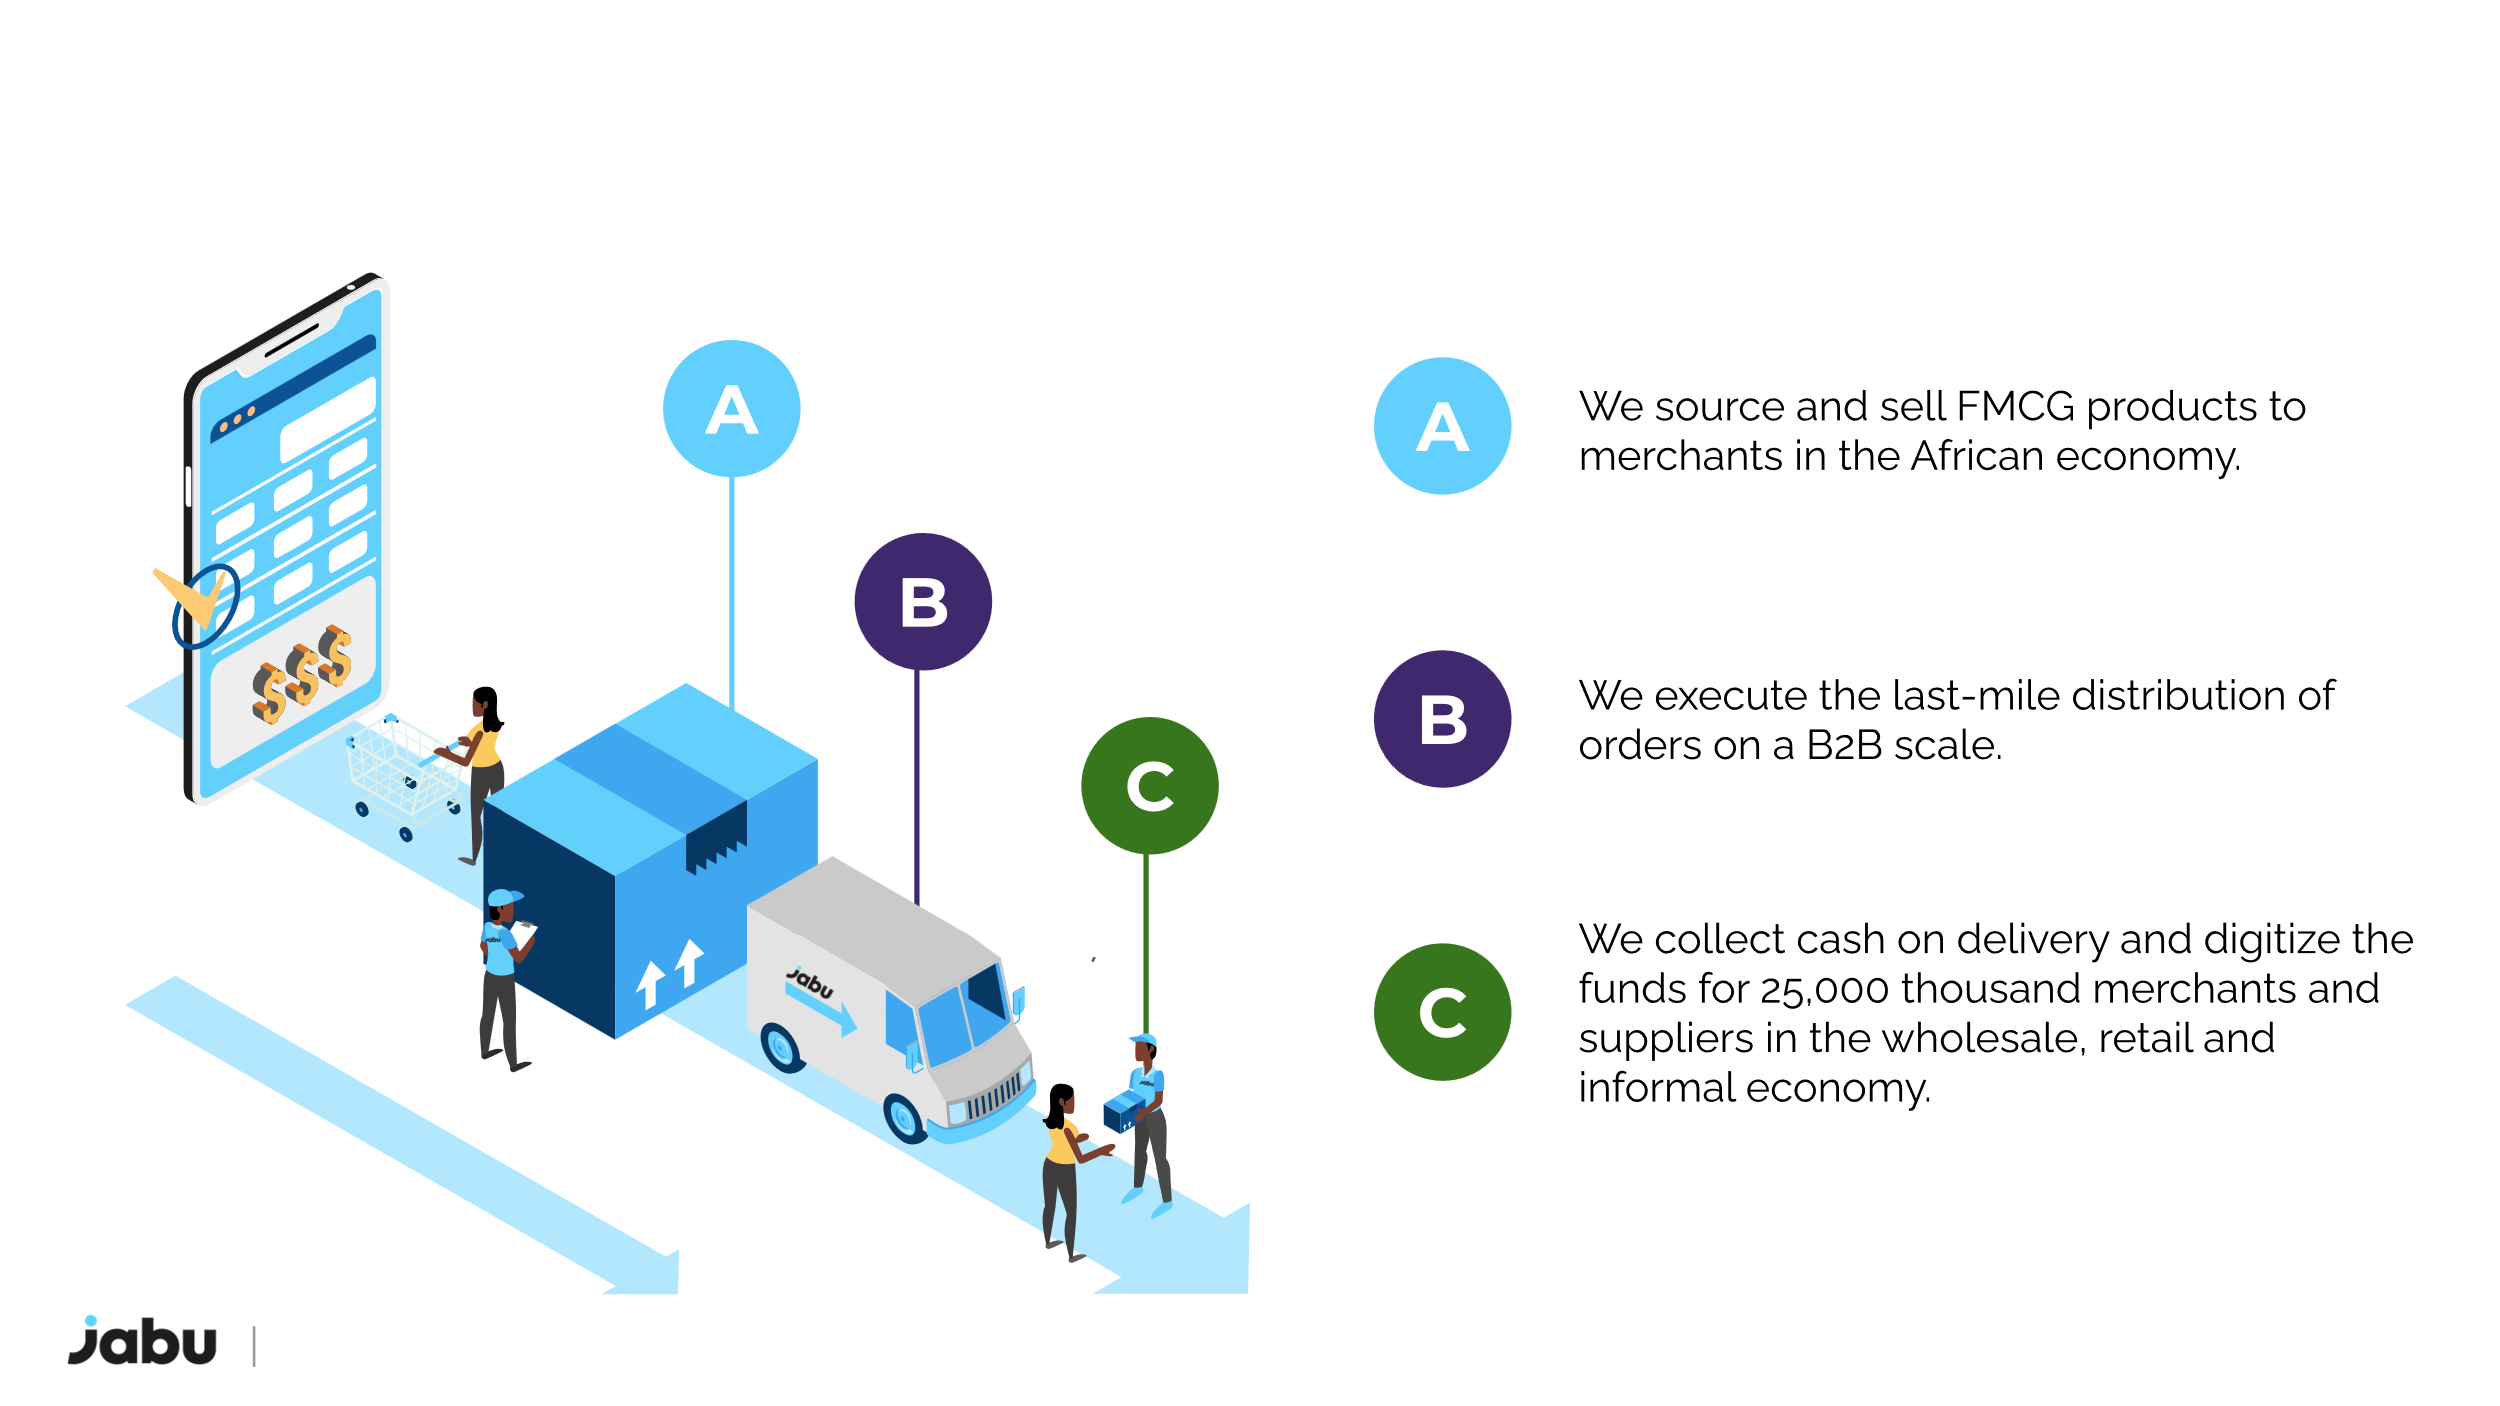 A
B
C
$$$
jabu
jabu
jabu
A
We source and sell FMCG products to
merchants in the African economy.
B
We execute the last-mile distribution of
orders on a B2B scale.
C
We collect cash on delivery and digitize the
funds for 25,000 thousand merchants and
suppliers in the wholesale, retail and
informal economy.
jabu